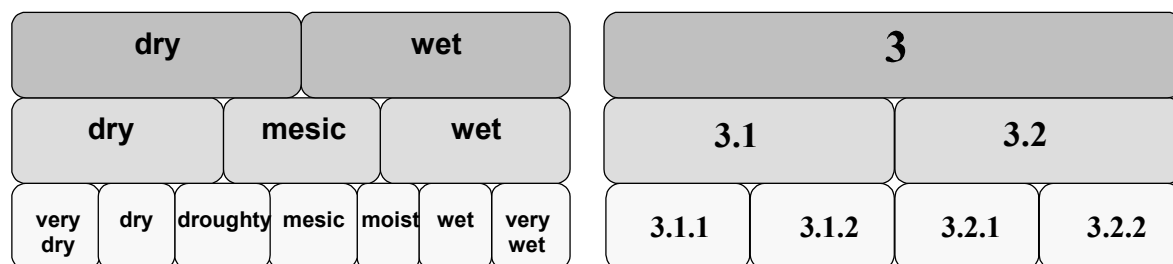 dry wet 3
dry mesic wet 3.1 3.2
very dry dry droughty mesic moist wet very wet 3.1.1 3.1.2 3.2.1 3.2.2